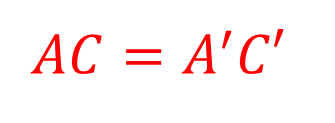 AC = A′C′